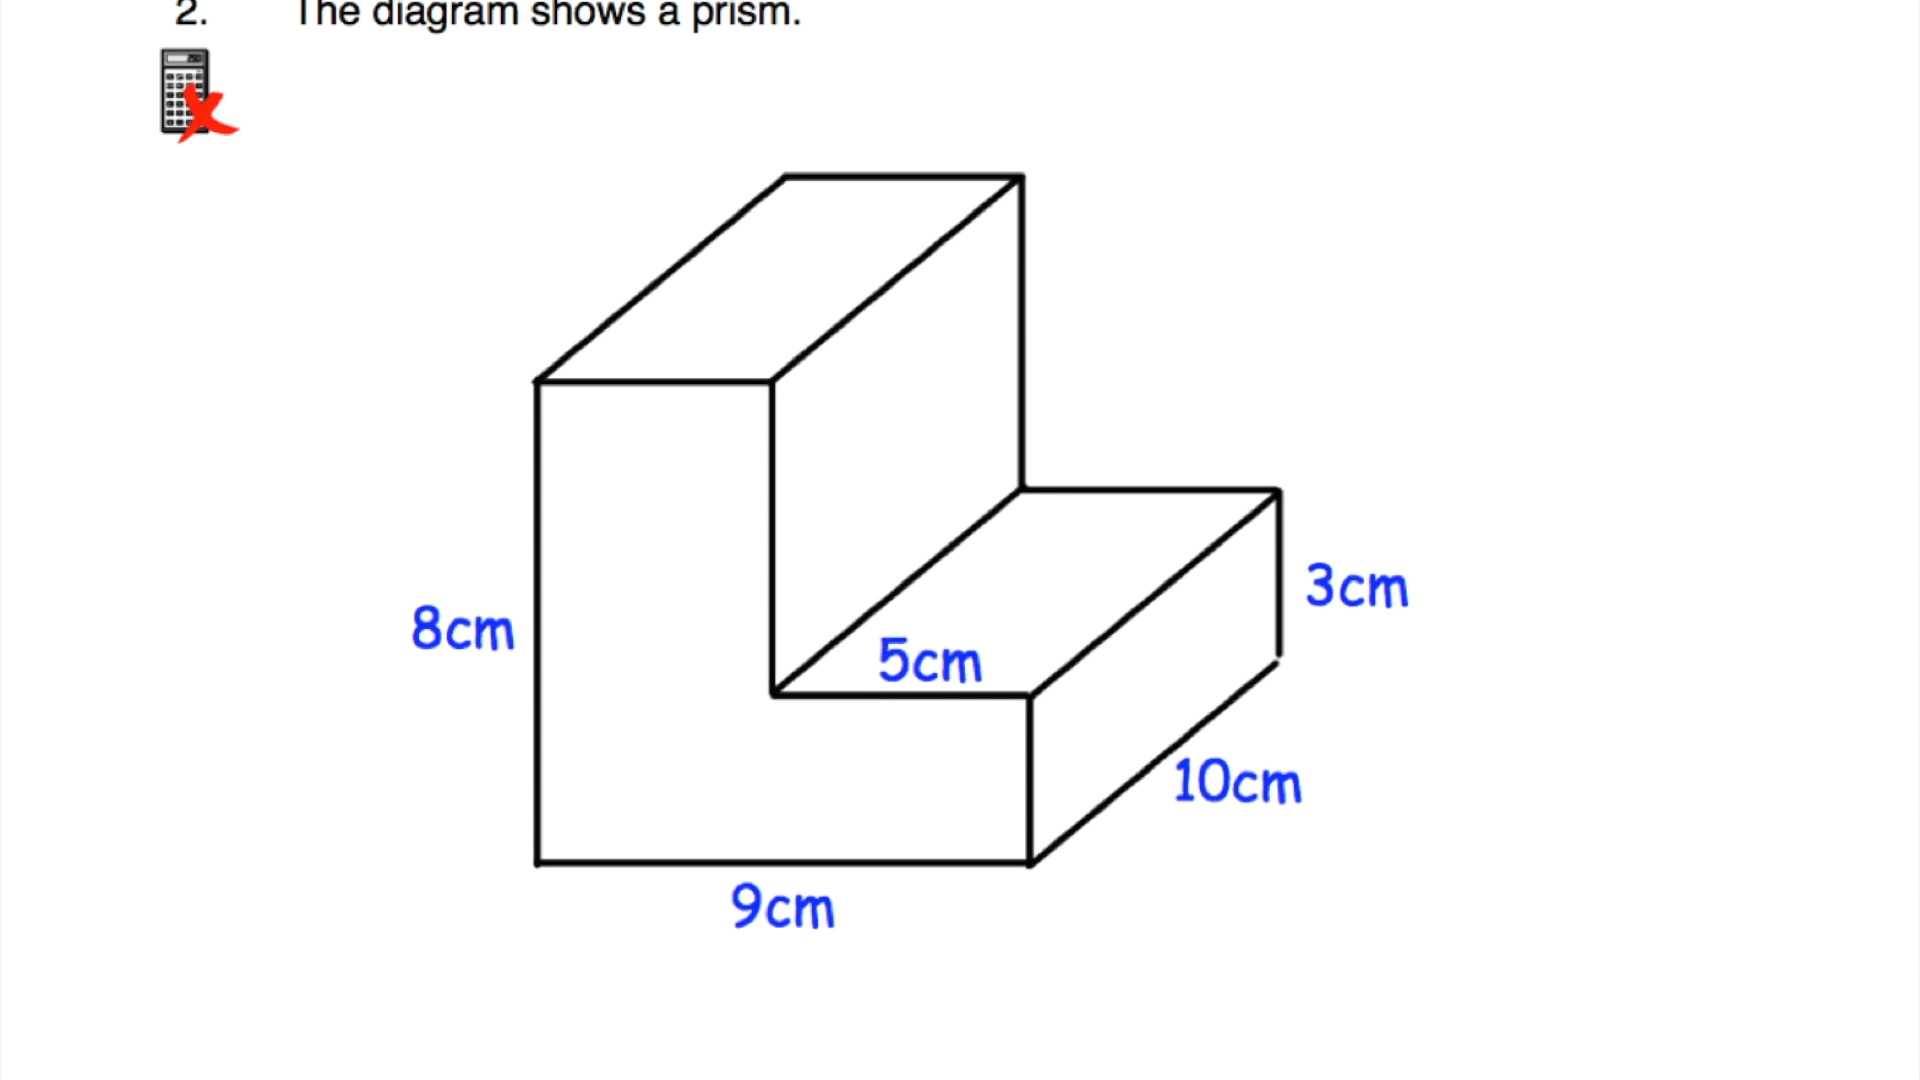 2. The diagram shows a prism.
8cm
5cm
3cm
10cm
9cm